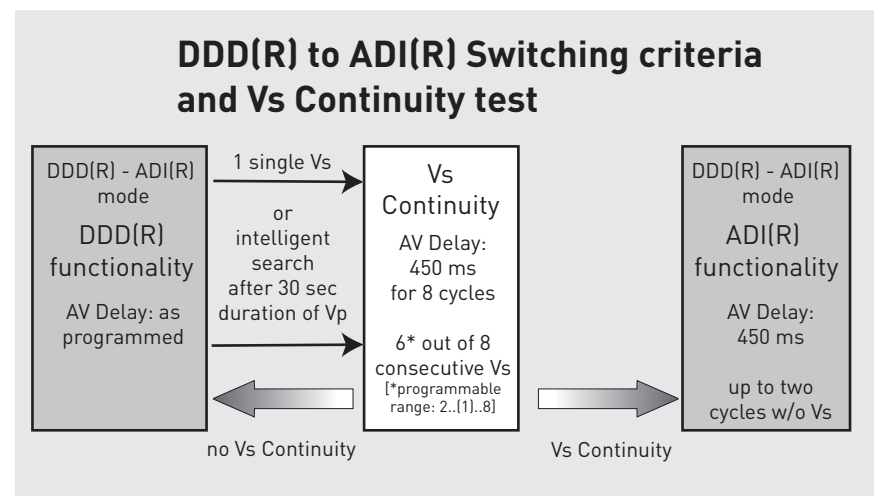 DDD(R) to ADI(R) Switching criteria
and Vs Continuity test
DDD(R) - ADI(R)
mode
DDD(R)
functionality
AV Delay: as
programmed
1 single Vs
or
intelligent
search
after 30 sec
duration of Vp
Vs
Continuity
AV Delay:
450 ms
for 8 cycles
6* out of 8
consecutive Vs
[*programmable
range: 2..(1)..8]
no Vs Continuity
Vs Continuity
DDD(R) - ADI(R)
mode
ADI(R)
functionality
AV Delay:
450 ms
up to two
cycles w/o Vs